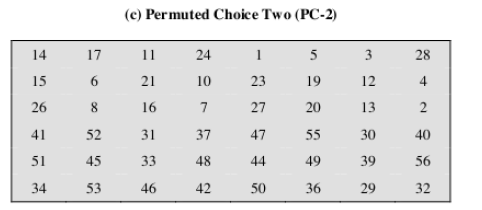 (c) Permuted Choice Two (PC-2)
14 17 11 24 1 5 3 28
15 6 21 10 23 19 12 4
26 8 16 7 27 20 13 2
41 52 31 37 47 55 30 40
51 45 33 48 44 49 39 56
34 53 46 42 50 36 29 32